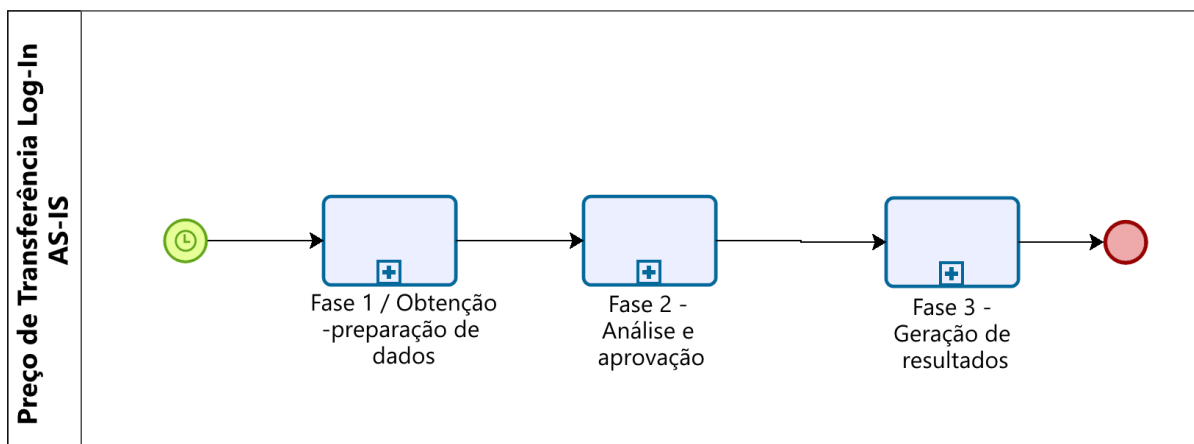 Preço de Transferência Log-In
AS-IS
Fase 1 / Obtenção
-preparação de
dados
Fase 2 -
Análise e
aprovação
Fase 3 -
Geração de
resultados